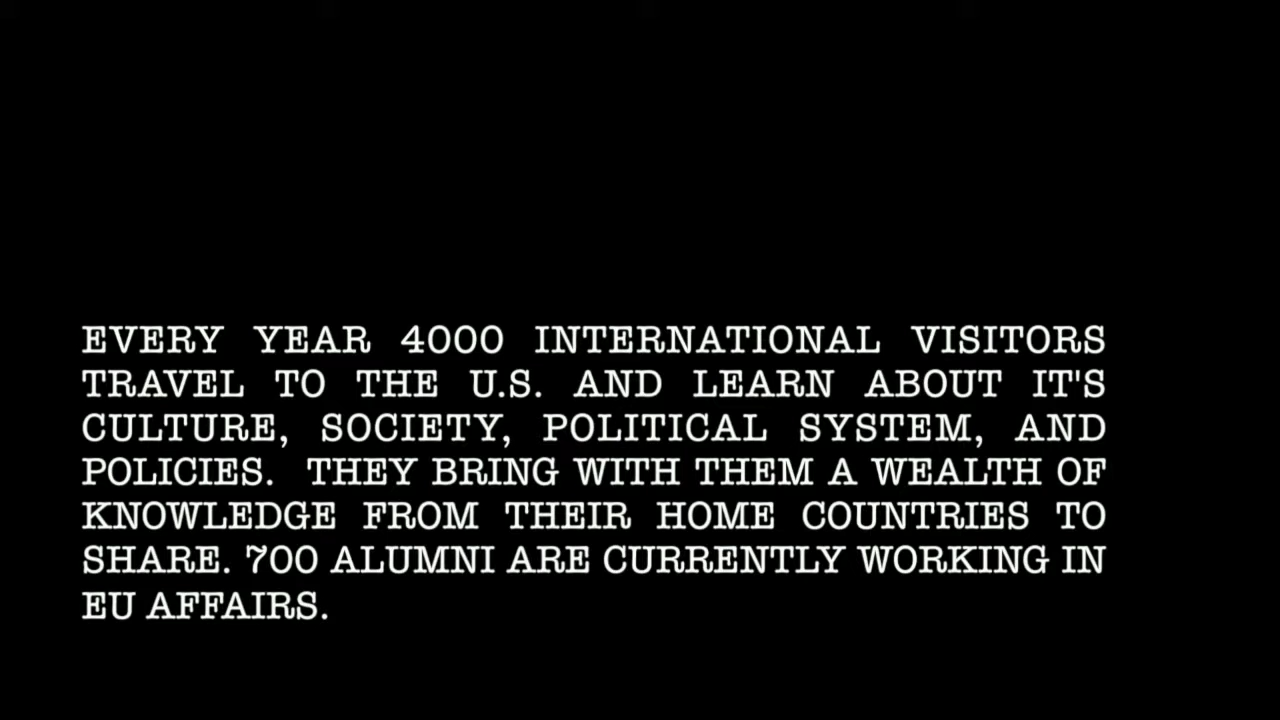 EVERY YEAR 4000 INTERNATIONAL VISITORS
TRAVEL TO THE U.S. AND LEARN ABOUT IT'S
CULTURE, SOCIETY, POLITICAL SYSTEM, AND
POLICIES. THEY BRING WITH THEM A WEALTH OF
KNOWLEDGE FROM THEIR HOME COUNTRIES TO
SHARE. 700 ALUMNI ARE CURRENTLY WORKING IN
EU AFFAIRS.